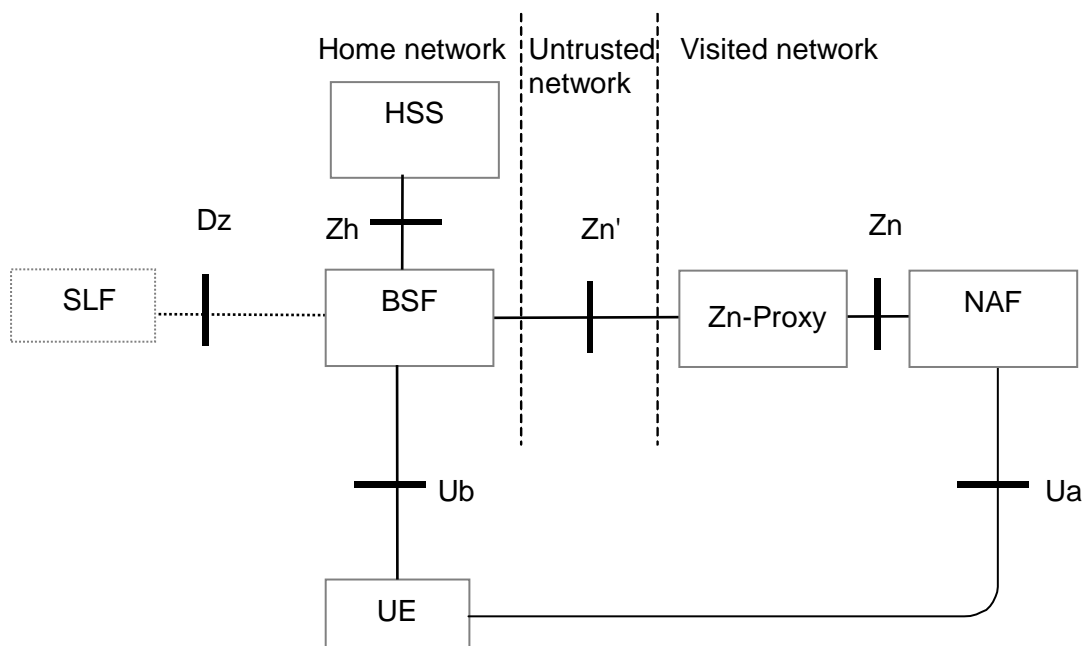 Home network
Untrusted
network
Visited network
HSS
Dz
Zh
Zn'
Zn
SLF
BSF
Zn-Proxy
NAF
Ub
Ua
UE